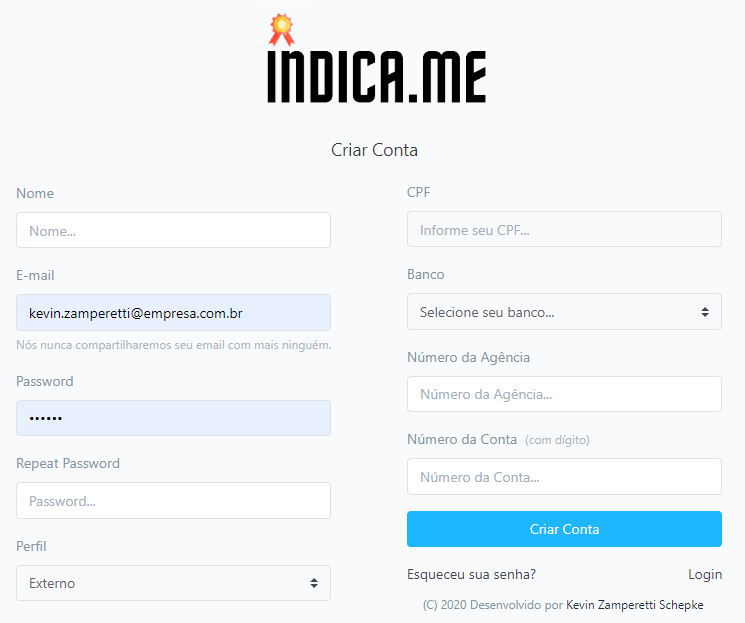 INDICA.ME
Criar Conta
Nome
Nome...
E-mail
kevin.zamperetti@empresa.com.br
Nós nunca compartilharemos seu email com mais ninguém.
Password
••••••
Repeat Password
Password...
Perfil
Externo
CPF
Informe seu CPF...
Banco
Selecione seu banco...
Número da Agência
Número da Agência...
Número da Conta (com dígito)
Número da Conta...
Criar Conta
Esqueceu sua senha? Login
(C) 2020 Desenvolvido por Kevin Zamperetti Schepke